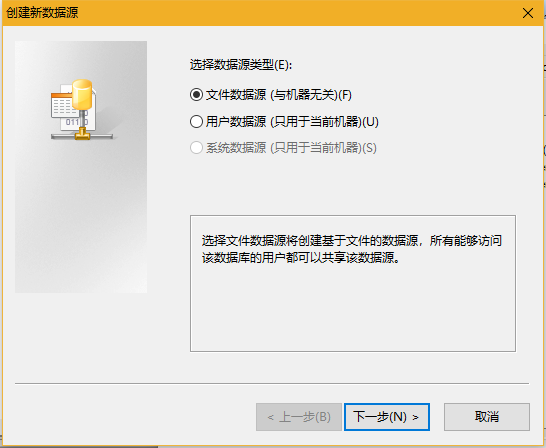 创建新数据源
选择数据源类型(E):
文件数据源 (与机器无关)(F)
用户数据源 (只用于当前机器)(U)
系统数据源 (只用于当前机器)(S)
选择文件数据源将创建基于文件的数据源，所有能够访问
该数据库的用户都可以共享该数据源。
< 上一步(B)
下一步(N) >
取消